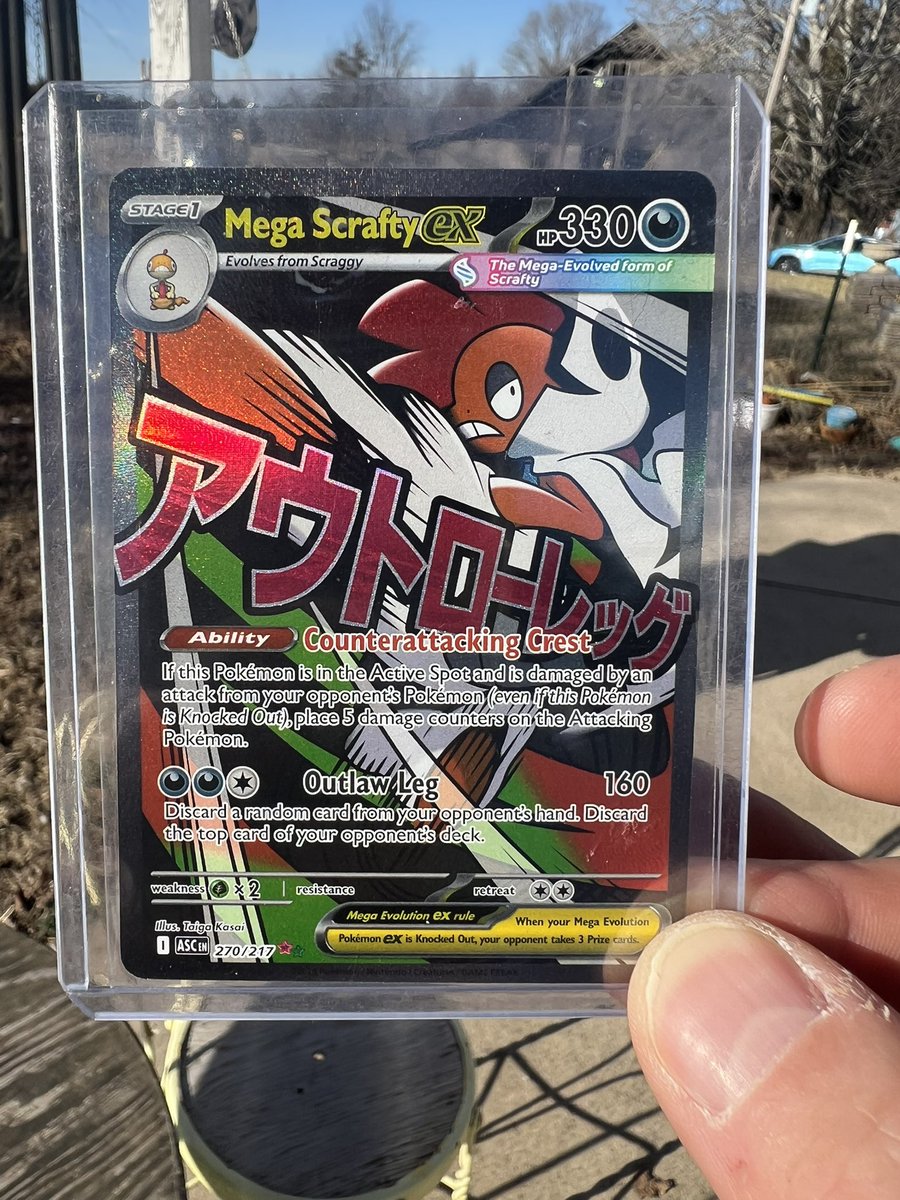 STAGE1
Mega Scrafty ex
HP330
Evolves from Scraggy
The Mega-Evolved form of
Scrafty
アウトローレッグ
Ability Counterattacking Crest
If this Pokémon is in the Active Spot and is damaged by an
attack from your opponent's Pokémon (even if this Pokémon
is Knocked Out), place 5 damage counters on the Attacking
Pokémon.
Outlaw Leg 160
Discard a random card from your opponent's hand. Discard
the top card of your opponent's deck.
weakness ×2 resistance retreat
Illus. Taiga Kasai
I ASC EN 270/217
Mega Evolution ex rule When your Mega Evolution
Pokémon ex is Knocked Out, your opponent takes 3 Prize cards.